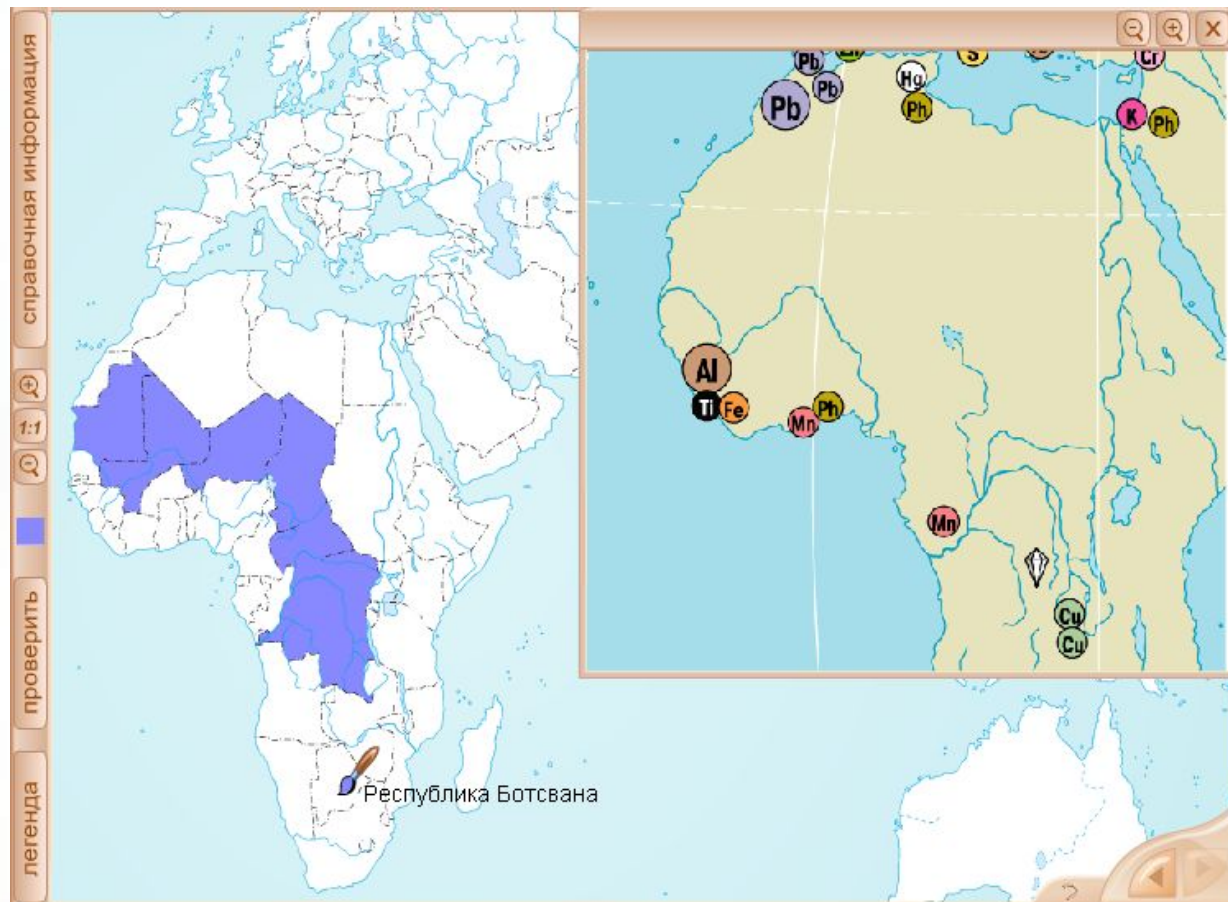 справочная информация
1:1
проверить
легенда
Республика Ботсвана
Pb
Zn
S
Cr
Hg
Pb
Pb
Ph
K
Ph
Al
Ti
Fe
Mn
Ph
Mn
Cu
Cu